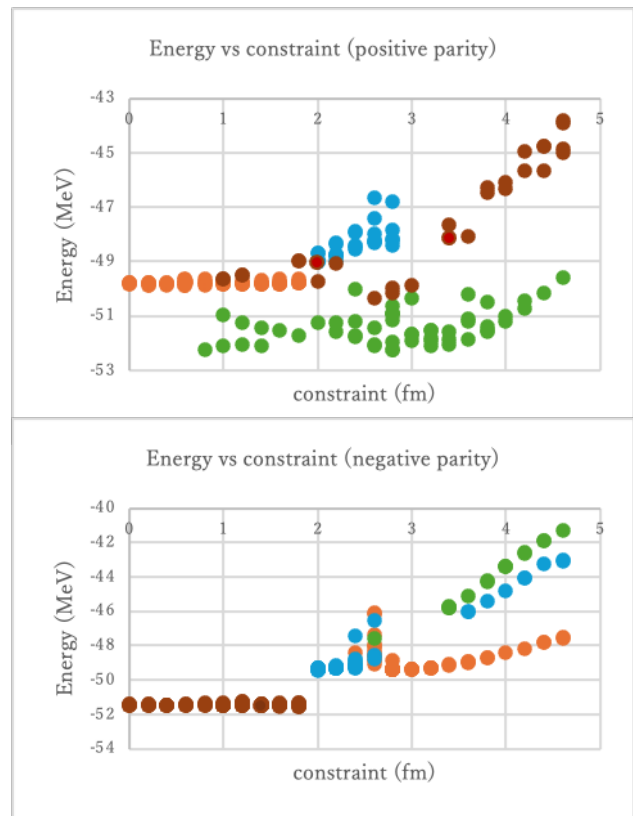 Energy vs constraint (positive parity)
-43
0 1 2 3 4 5
-45
-47
-49
-51
-53
Energy (MeV)
constraint (fm)
Energy vs constraint (negative parity)
-40
0 1 2 3 4 5
-42
-44
-46
-48
-50
-52
-54
Energy (MeV)
constraint (fm)